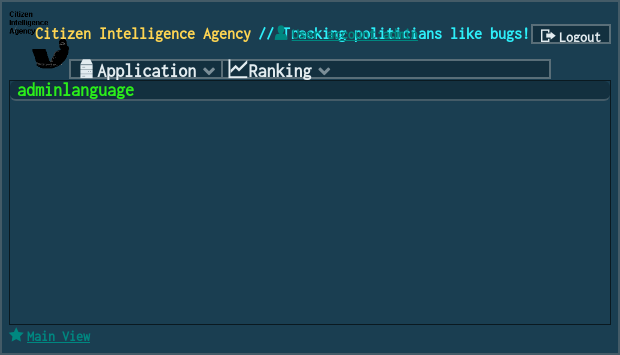 Citizen
Intelligence
Agency
Citizen Intelligence Agency // Tracking politicians like bugs!
Logout
Application
Ranking
adminlanguage
Main View